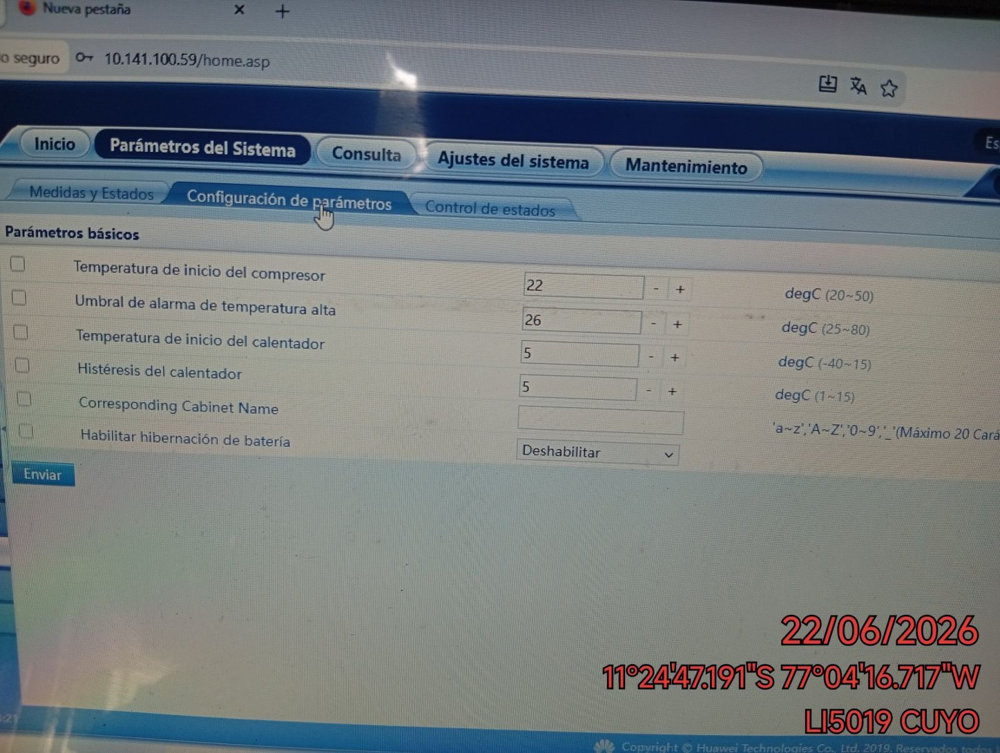 Nueva pestaña
o seguro
10.141.100.59/home.asp
Es
Inicio
Parámetros del Sistema
Consulta
Ajustes del sistema
Mantenimiento
Medidas y Estados
Configuración de parámetros
Control de estados
Parámetros básicos
Temperatura de inicio del compresor 22 - + degC (20~50)
Umbral de alarma de temperatura alta 26 - + degC (25~80)
Temperatura de inicio del calentador 5 - + degC (-40~15)
Histéresis del calentador 5 - + degC (1~15)
Corresponding Cabinet Name 'a~z','A~Z','0~9','_'(Máximo 20 Cará
Habilitar hibernación de batería Deshabilitar
Enviar
22/06/2026
11°24'47.191"S 77°04'16.717"W
LI5019 CUYO
Copyright © Huawei Technologies Co., Ltd. 2019. Reservados todos l